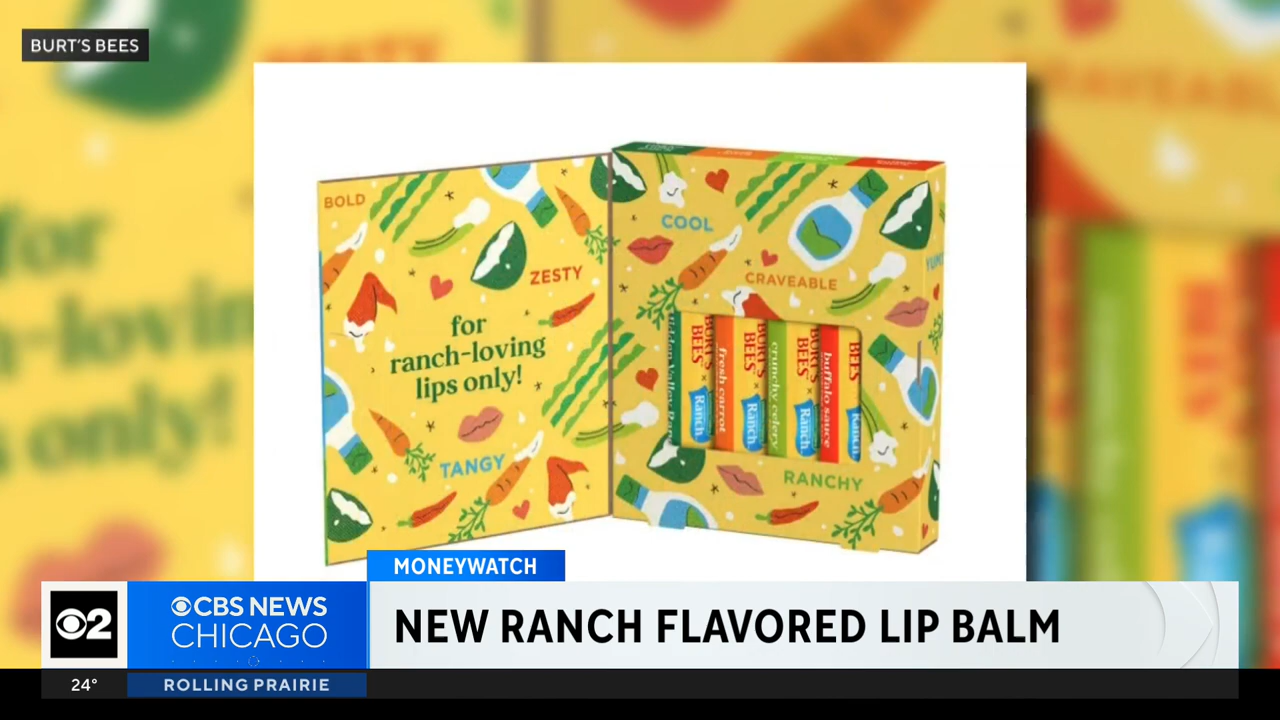 BURT'S BEES
BOLD
ZESTY
for
ranch-loving
lips only!
TANGY
COOL
CRAVEABLE
BURT'S BEES
Ranch
fresh carrot
BURT'S BEES
Ranch
crunchy celery
BURT'S BEES
Ranch
buffalo sauce
BEES
Ranch
RANCHY
MONEYWATCH
2
CBS NEWS
CHICAGO
NEW RANCH FLAVORED LIP BALM
24°
ROLLING PRAIRIE